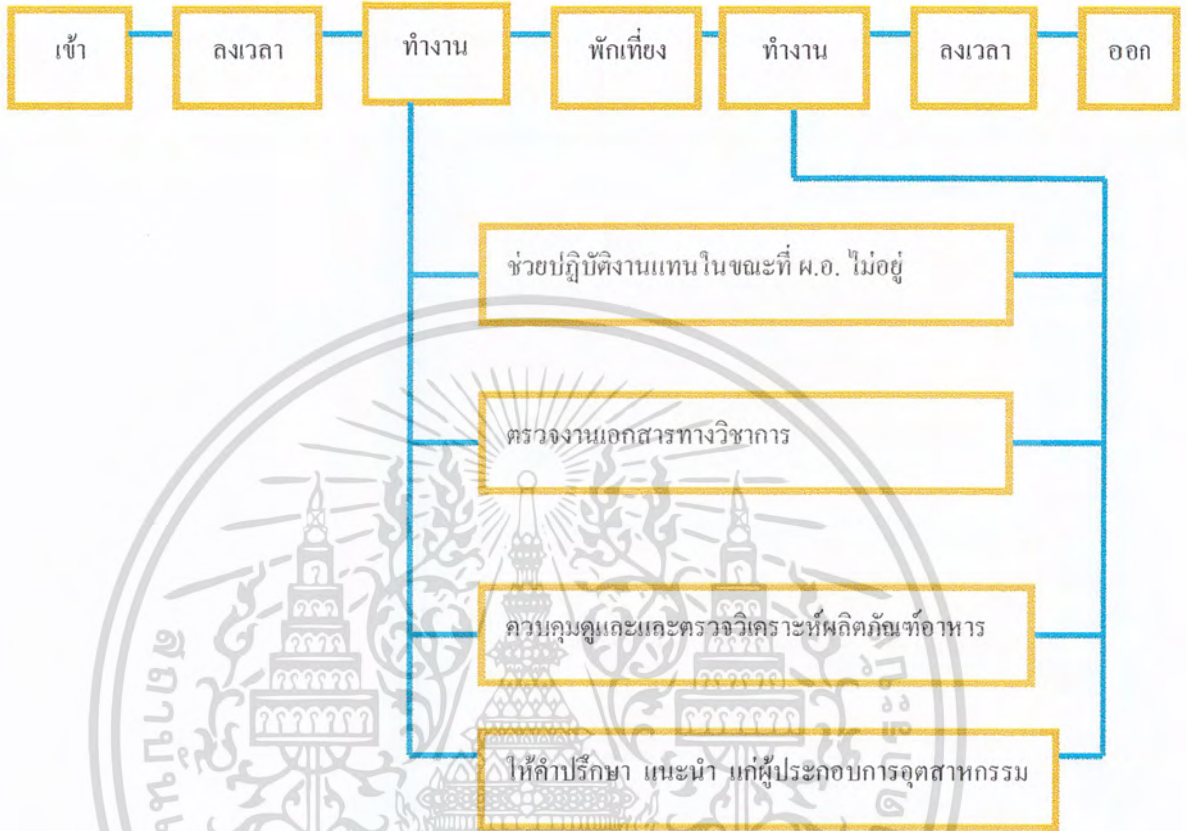 เข้า
ลงเวลา
ทำงาน
พักเที่ยง
ทำงาน
ลงเวลา
ออก
ช่วยปฏิบัติงานแทนในขณะที่ ผ.อ. ไม่อยู่
ตรวจงานเอกสารทางวิชาการ
ควบคุมดูและและตรวจวิเคราะห์ผลิตภัณฑ์อาหาร
ให้คำปรึกษา แนะนำ แก่ผู้ประกอบการอุตสาหกรรม